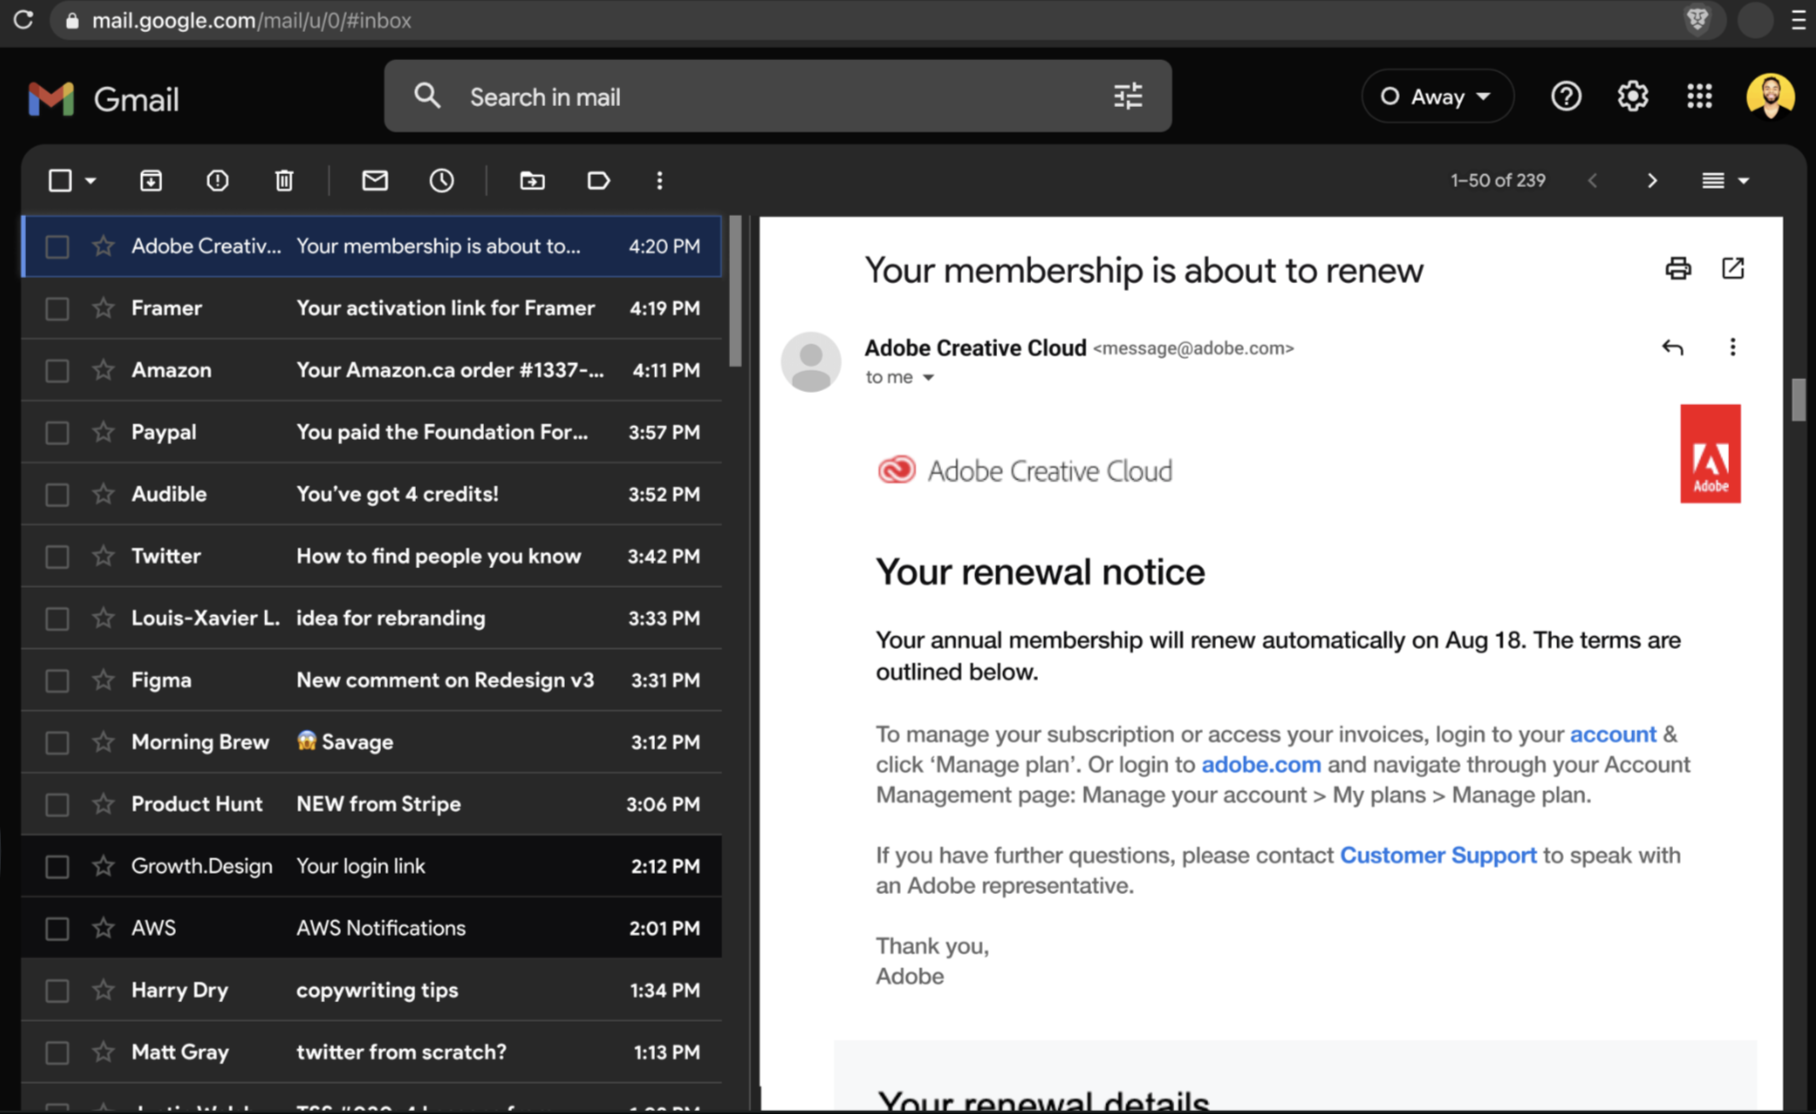 mail.google.com/mail/u/0/#inbox
Gmail
Search in mail
Away
1–50 of 239
Adobe Creativ... Your membership is about to... 4:20 PM
Framer Your activation link for Framer 4:19 PM
Amazon Your Amazon.ca order #1337-... 4:11 PM
Paypal You paid the Foundation For... 3:57 PM
Audible You’ve got 4 credits! 3:52 PM
Twitter How to find people you know 3:42 PM
Louis-Xavier L. idea for rebranding 3:33 PM
Figma New comment on Redesign v3 3:31 PM
Morning Brew 😱 Savage 3:12 PM
Product Hunt NEW from Stripe 3:06 PM
Growth.Design Your login link 2:12 PM
AWS AWS Notifications 2:01 PM
Harry Dry copywriting tips 1:34 PM
Matt Gray twitter from scratch? 1:13 PM
Your membership is about to renew
Adobe Creative Cloud <message@adobe.com>
to me
Adobe Creative Cloud
Adobe
Your renewal notice
Your annual membership will renew automatically on Aug 18. The terms are
outlined below.
To manage your subscription or access your invoices, login to your account &
click ‘Manage plan’. Or login to adobe.com and navigate through your Account
Management page: Manage your account > My plans > Manage plan.
If you have further questions, please contact Customer Support to speak with
an Adobe representative.
Thank you,
Adobe
Your renewal details